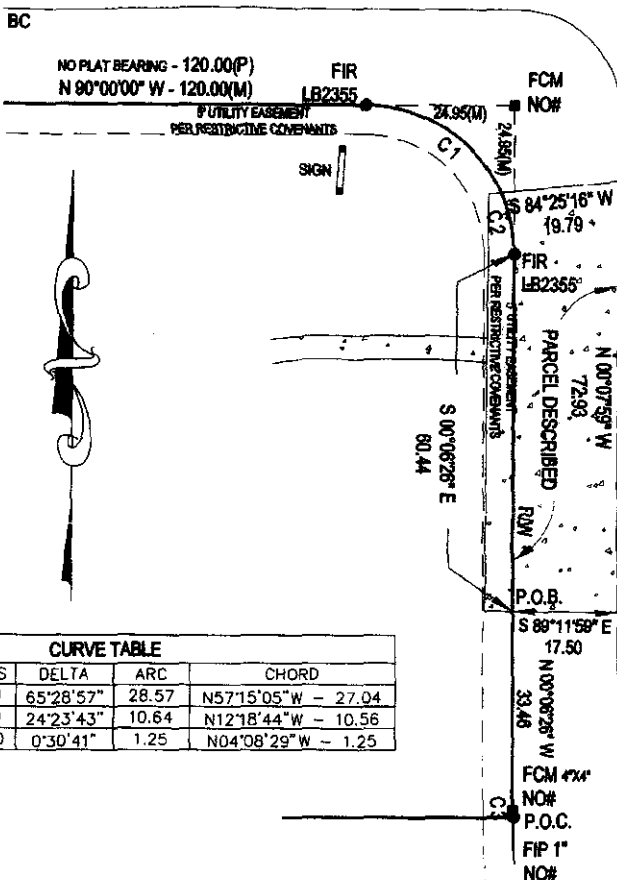 BC
NO PLAT BEARING - 120.00(P)
N 90°00'00" W - 120.00(M)
FIR
LB2355
5' UTILITY EASEMENT
PER RESTRICTIVE COVENANTS
24.95(M)
FCM
NO#
24.95(M)
C1
SIGN
C2
S 84°25'16" W
19.79
FIR
LB2355
5' UTILITY EASEMENT
PER RESTRICTIVE COVENANTS
PARCEL DESCRIBED
N 00°07'59" W
72.93
S 00°06'26" E
60.44
R/W
P.O.B.
S 89°11'59" E
17.50
N 00°06'26" W
33.46
CURVE TABLE
S DELTA ARC CHORD
65°28'57" 28.57 N57°15'05"W - 27.04
24°23'43" 10.64 N12°18'44"W - 10.56
0°30'41" 1.25 N04°08'29"W - 1.25
FCM 4"X4"
NO#
C3
P.O.C.
FIP 1"
NO#